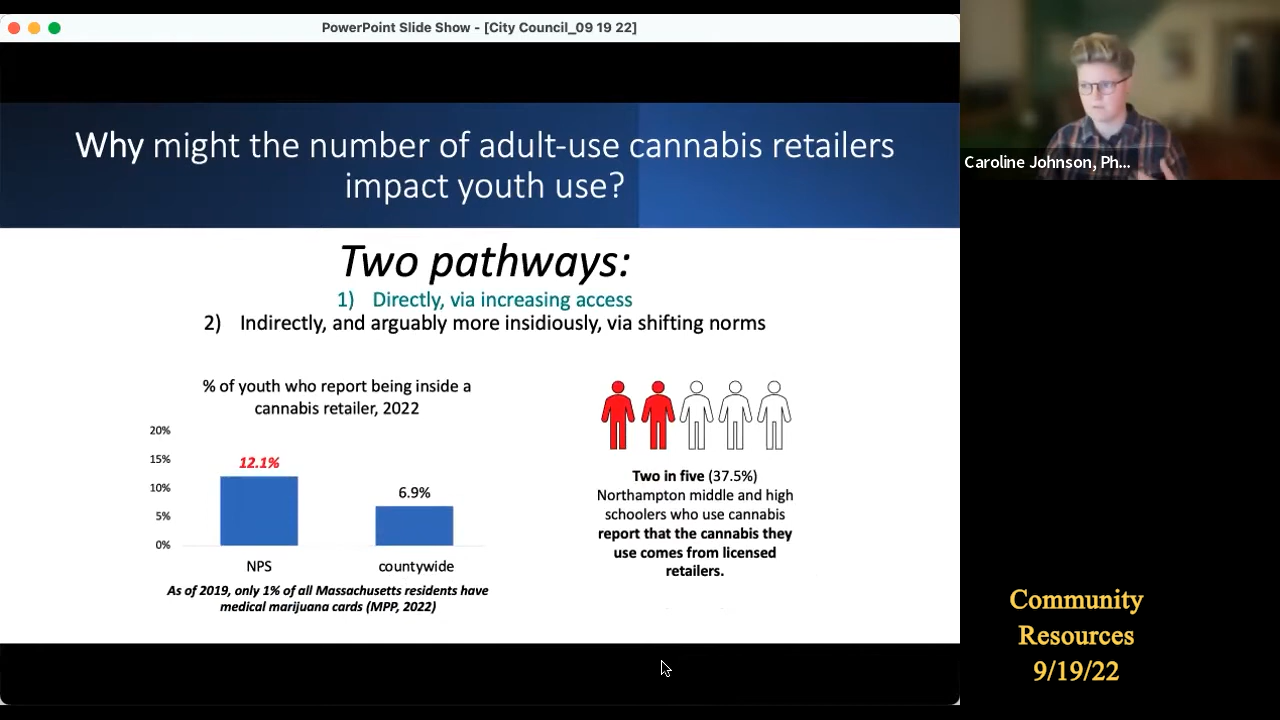 PowerPoint Slide Show - [City Council_09 19 22]
Why might the number of adult-use cannabis retailers
impact youth use?
Two pathways:
1) Directly, via increasing access
2) Indirectly, and arguably more insidiously, via shifting norms
% of youth who report being inside a
cannabis retailer, 2022
20%
15%
10%
5%
0%
12.1%
6.9%
NPS
countywide
As of 2019, only 1% of all Massachusetts residents have
medical marijuana cards (MPP, 2022)
Two in five (37.5%)
Northampton middle and high
schoolers who use cannabis
report that the cannabis they
use comes from licensed
retailers.
Caroline Johnson, Ph...
Community
Resources
9/19/22